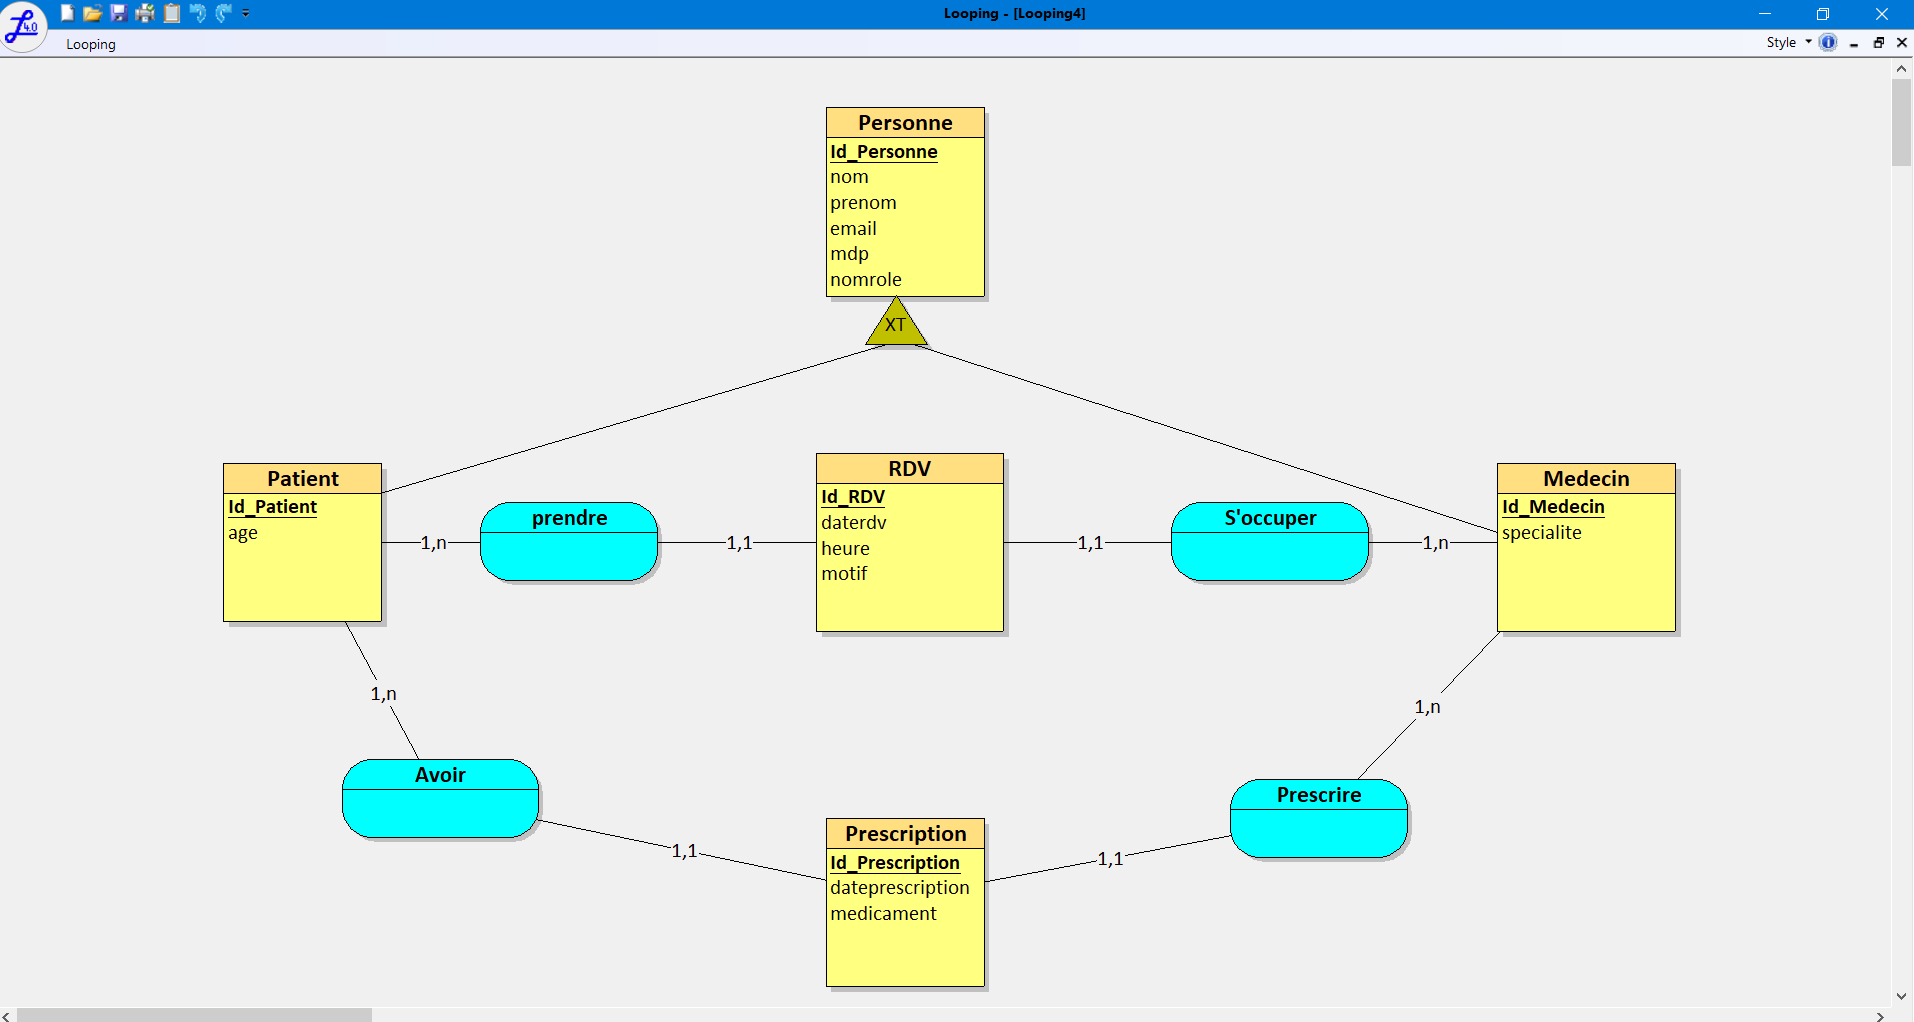 Looping - [Looping4]
4.0
Looping
Style
Personne
Id_Personne
nom
prenom
email
mdp
nomrole
XT
Patient
Id_Patient
age
1,n
prendre
1,1
RDV
Id_RDV
daterdv
heure
motif
1,1
S'occuper
1,n
Medecin
Id_Medecin
specialite
1,n
1,n
Avoir
1,1
Prescription
Id_Prescription
dateprescription
medicament
1,1
Prescrire